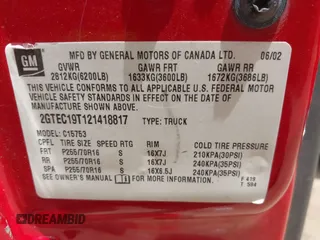 GM
MFD BY GENERAL MOTORS OF CANADA LTD. 06/02
GVWR GAWR FRT GAWR RR
2812KG(6200LB) 1633KG(3600LB) 1672KG(3686LB)
THIS VEHICLE CONFORMS TO ALL APPLICABLE U.S. FEDERAL MOTOR
VEHICLE SAFETY STANDARDS IN EFFECT ON THE DATE OF
MANUFACTURE SHOWN ABOVE.
2GTEC19T121418817 TYPE: TRUCK
C15753
TIRE SIZE SPEED RTG RIM COLD TIRE PRESSURE
FRT P255/70R16 S 16X7J 210KPA(30PSI)
RR P255/70R16 S 16X7J 240KPA(35PSI)
SPA P255/70R16 S 16X6.5J 240KPA(35PSI)
SEE OWNER'S MANUAL FOR MORE INFORMATION.
DREAMBID